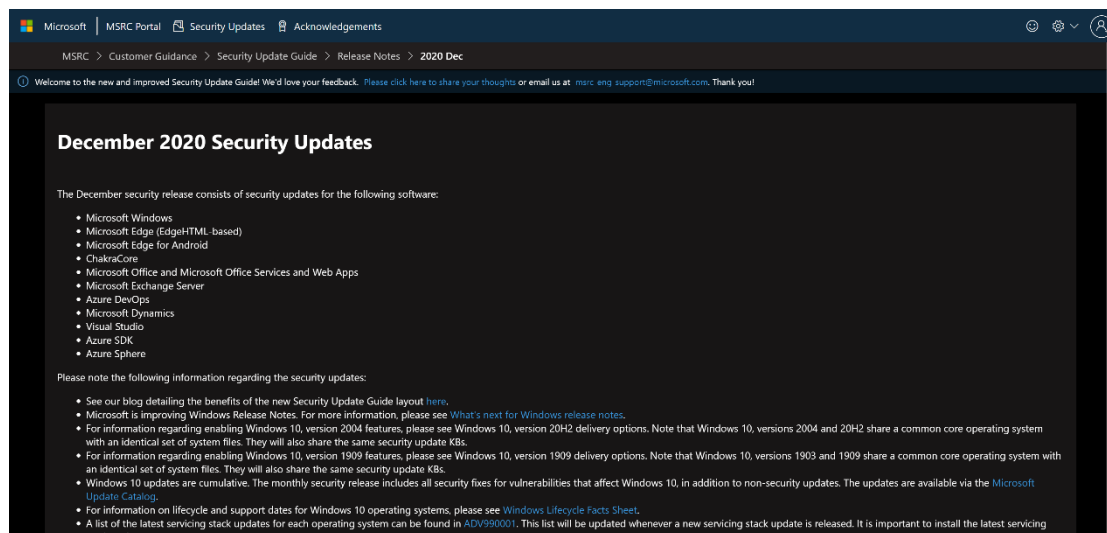 Microsoft | MSRC Portal Security Updates Acknowledgements
MSRC > Customer Guidance > Security Update Guide > Release Notes > 2020 Dec
Welcome to the new and improved Security Update Guide! We'd love your feedback. Please click here to share your thoughts or email us at msrc_eng_support@microsoft.com. Thank you!
December 2020 Security Updates
The December security release consists of security updates for the following software:
• Microsoft Windows
• Microsoft Edge (EdgeHTML-based)
• Microsoft Edge for Android
• ChakraCore
• Microsoft Office and Microsoft Office Services and Web Apps
• Microsoft Exchange Server
• Azure DevOps
• Microsoft Dynamics
• Visual Studio
• Azure SDK
• Azure Sphere
Please note the following information regarding the security updates:
• See our blog detailing the benefits of the new Security Update Guide layout here.
• Microsoft is improving Windows Release Notes. For more information, please see What's next for Windows release notes.
• For information regarding enabling Windows 10, version 2004 features, please see Windows 10, version 20H2 delivery options. Note that Windows 10, versions 2004 and 20H2 share a common core operating system
with an identical set of system files. They will also share the same security update KBs.
• For information regarding enabling Windows 10, version 1909 features, please see Windows 10, version 1909 delivery options. Note that Windows 10, versions 1903 and 1909 share a common core operating system with
an identical set of system files. They will also share the same security update KBs.
• Windows 10 updates are cumulative. The monthly security release includes all security fixes for vulnerabilities that affect Windows 10, in addition to non-security updates. The updates are available via the Microsoft
Update Catalog.
• For information on lifecycle and support dates for Windows 10 operating systems, please see Windows Lifecycle Facts Sheet.
• A list of the latest servicing stack updates for each operating system can be found in ADV990001. This list will be updated whenever a new servicing stack update is released. It is important to install the latest servicing